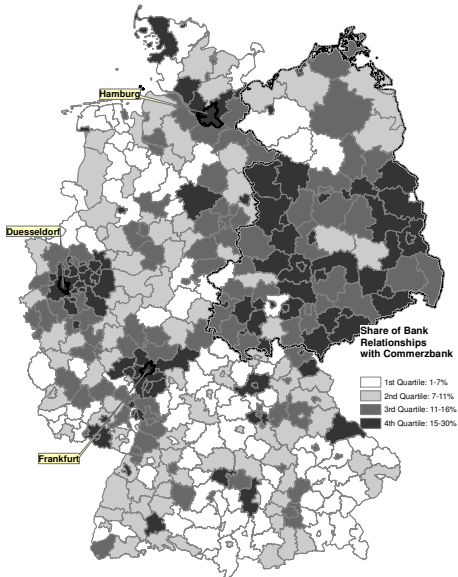 Hamburg
Duesseldorf
Share of Bank
Relationships
with Commerzbank
1st Quartile: 1-7%
2nd Quartile: 7-11%
3rd Quartile: 11-16%
4th Quartile: 15-30%
Frankfurt